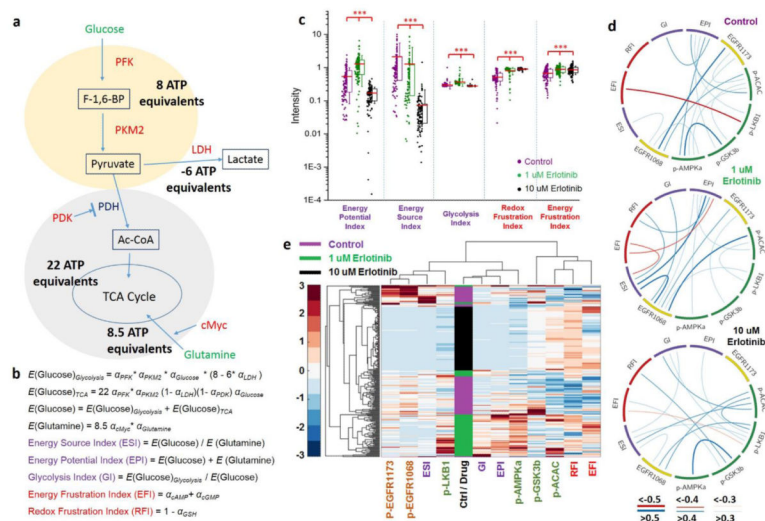 a
Glucose
PFK
F-1,6-BP
8 ATP
equivalents
PKM2
LDH
Pyruvate
Lactate
-6 ATP
equivalents
PDK
PDH
Ac-CoA
22 ATP
equivalents
TCA Cycle
cMyc
8.5 ATP
equivalents
Glutamine
b
E(Glucose)Glycolysis = αPFK* αPKM2* αGlucose * (8 - 6* αLDH )
E(Glucose)TCA = 22 αPFK* αPKM2 (1- αLDH)(1- αPDK) αGlucose
E(Glucose) = E(Glucose)Glycolysis + E(Glucose)TCA
E(Glutamine) = 8.5 αcMyc* αGlutamine
Energy Source Index (ESI) = E(Glucose) / E (Glutamine)
Energy Potential Index (EPI) = E(Glucose) + E (Glutamine)
Glycolysis Index (GI) = E(Glucose)Glycolysis / E(Glucose)
Energy Frustration Index (EFI) = αcAMP+ αcGMP
Redox Frustration Index (RFI) = 1 - αGSH
c
Intensity
100
10
1
0.1
0.01
1E-3
1E-4
***
***
***
***
***
Control
1 uM Erlotinib
10 uM Erlotinib
Energy Potential Index
Energy Source Index
Glycolysis Index
Redox Frustration Index
Energy Frustration Index
d
Control
GI
EPI
EGFR1173
p-ACAC
p-LKB1
p-GSK3b
p-AMPKa
EGFR1068
ESI
EFI
RFI
1 uM
Erlotinib
GI
EPI
EGFR1173
p-ACAC
p-LKB1
p-GSK3b
p-AMPKa
EGFR1068
ESI
EFI
RFI
10 uM
Erlotinib
GI
EPI
EGFR1173
p-ACAC
p-LKB1
p-GSK3b
p-AMPKa
EGFR1068
ESI
EFI
RFI
<-0.5
<-0.4
<-0.3
>0.5
>0.4
>0.3
e
Control
1 uM Erlotinib
10 uM Erlotinib
3
2
1
0
-1
-2
-3
P-EGFR1173
p-EGFR1068
ESI
p-LKB1
Ctrl / Drug
GI
EPI
p-AMPKa
p-GSK3b
p-ACAC
RFI
EFI